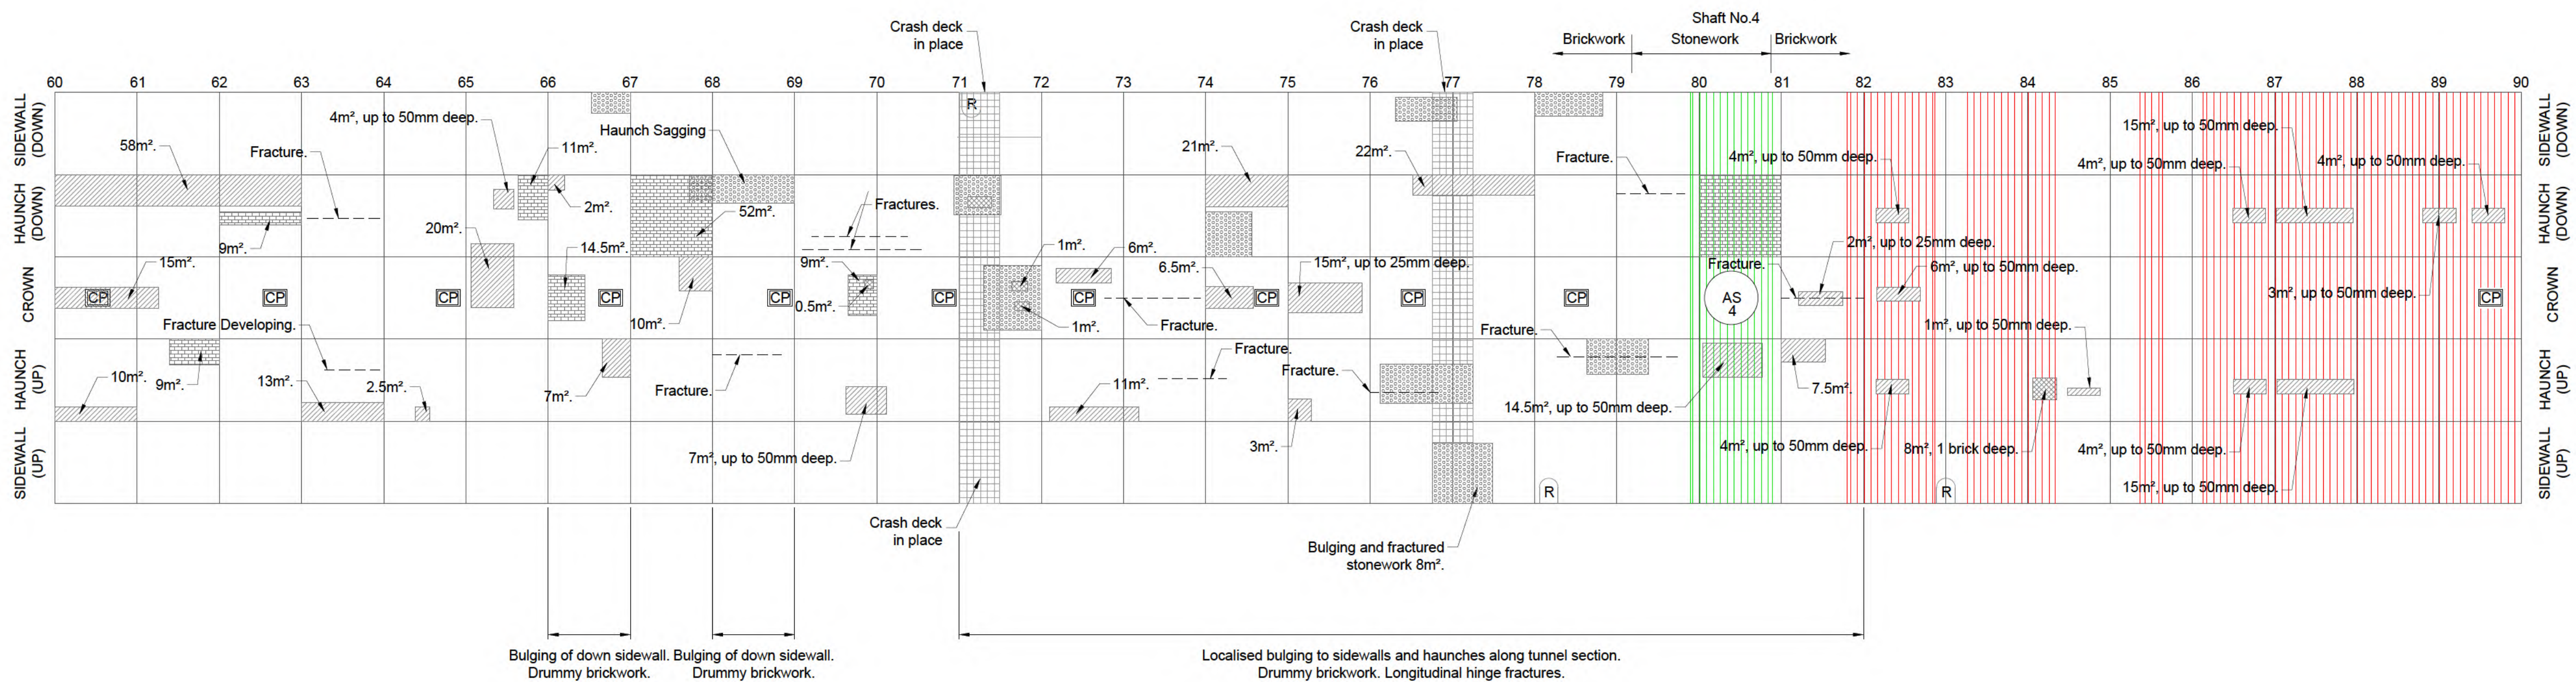 Shaft No.4
Crash deck
in place
Crash deck
in place
Brickwork
Stonework
Brickwork
60 61 62 63 64 65 66 67 68 69 70 71 72 73 74 75 76 77 78 79 80 81 82 83 84 85 86 87 88 89 90
SIDEWALL
(DOWN)
58m².
Fracture.
4m², up to 50mm deep.
11m².
Haunch Sagging
R
21m².
22m².
Fracture.
4m², up to 50mm deep.
15m², up to 50mm deep.
4m², up to 50mm deep.
4m², up to 50mm deep.
SIDEWALL
(DOWN)
HAUNCH
(DOWN)
9m².
20m².
2m².
14.5m².
52m².
Fractures.
1m².
6m².
2m², up to 25mm deep.
HAUNCH
(DOWN)
CROWN
15m².
CP CP CP CP CP CP CP CP CP CP CP
Fracture Developing.
10m².
9m².
0.5m².
1m².
Fracture.
6.5m².
15m², up to 25mm deep.
Fracture.
AS
4
6m², up to 50mm deep.
3m², up to 50mm deep.
1m², up to 50mm deep.
CROWN
HAUNCH
(UP)
10m².
9m².
13m².
2.5m².
7m².
Fracture.
11m².
Fracture.
Fracture.
Fracture.
14.5m², up to 50mm deep.
7.5m².
HAUNCH
(UP)
SIDEWALL
(UP)
7m², up to 50mm deep.
3m².
4m², up to 50mm deep.
8m², 1 brick deep.
4m², up to 50mm deep.
15m², up to 50mm deep.
R
R
SIDEWALL
(UP)
Crash deck
in place
Bulging and fractured
stonework 8m².
Bulging of down sidewall.
Drummy brickwork.
Bulging of down sidewall.
Drummy brickwork.
Localised bulging to sidewalls and haunches along tunnel section.
Drummy brickwork. Longitudinal hinge fractures.